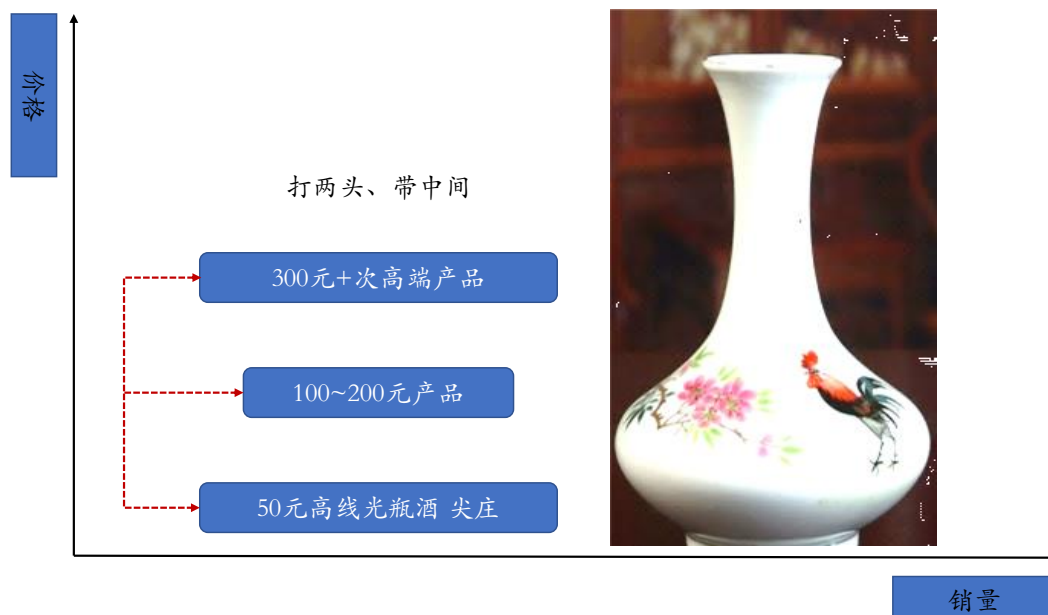 价格
打两头、带中间
300元+次高端产品
100~200元产品
50元高线光瓶酒 尖庄
销量